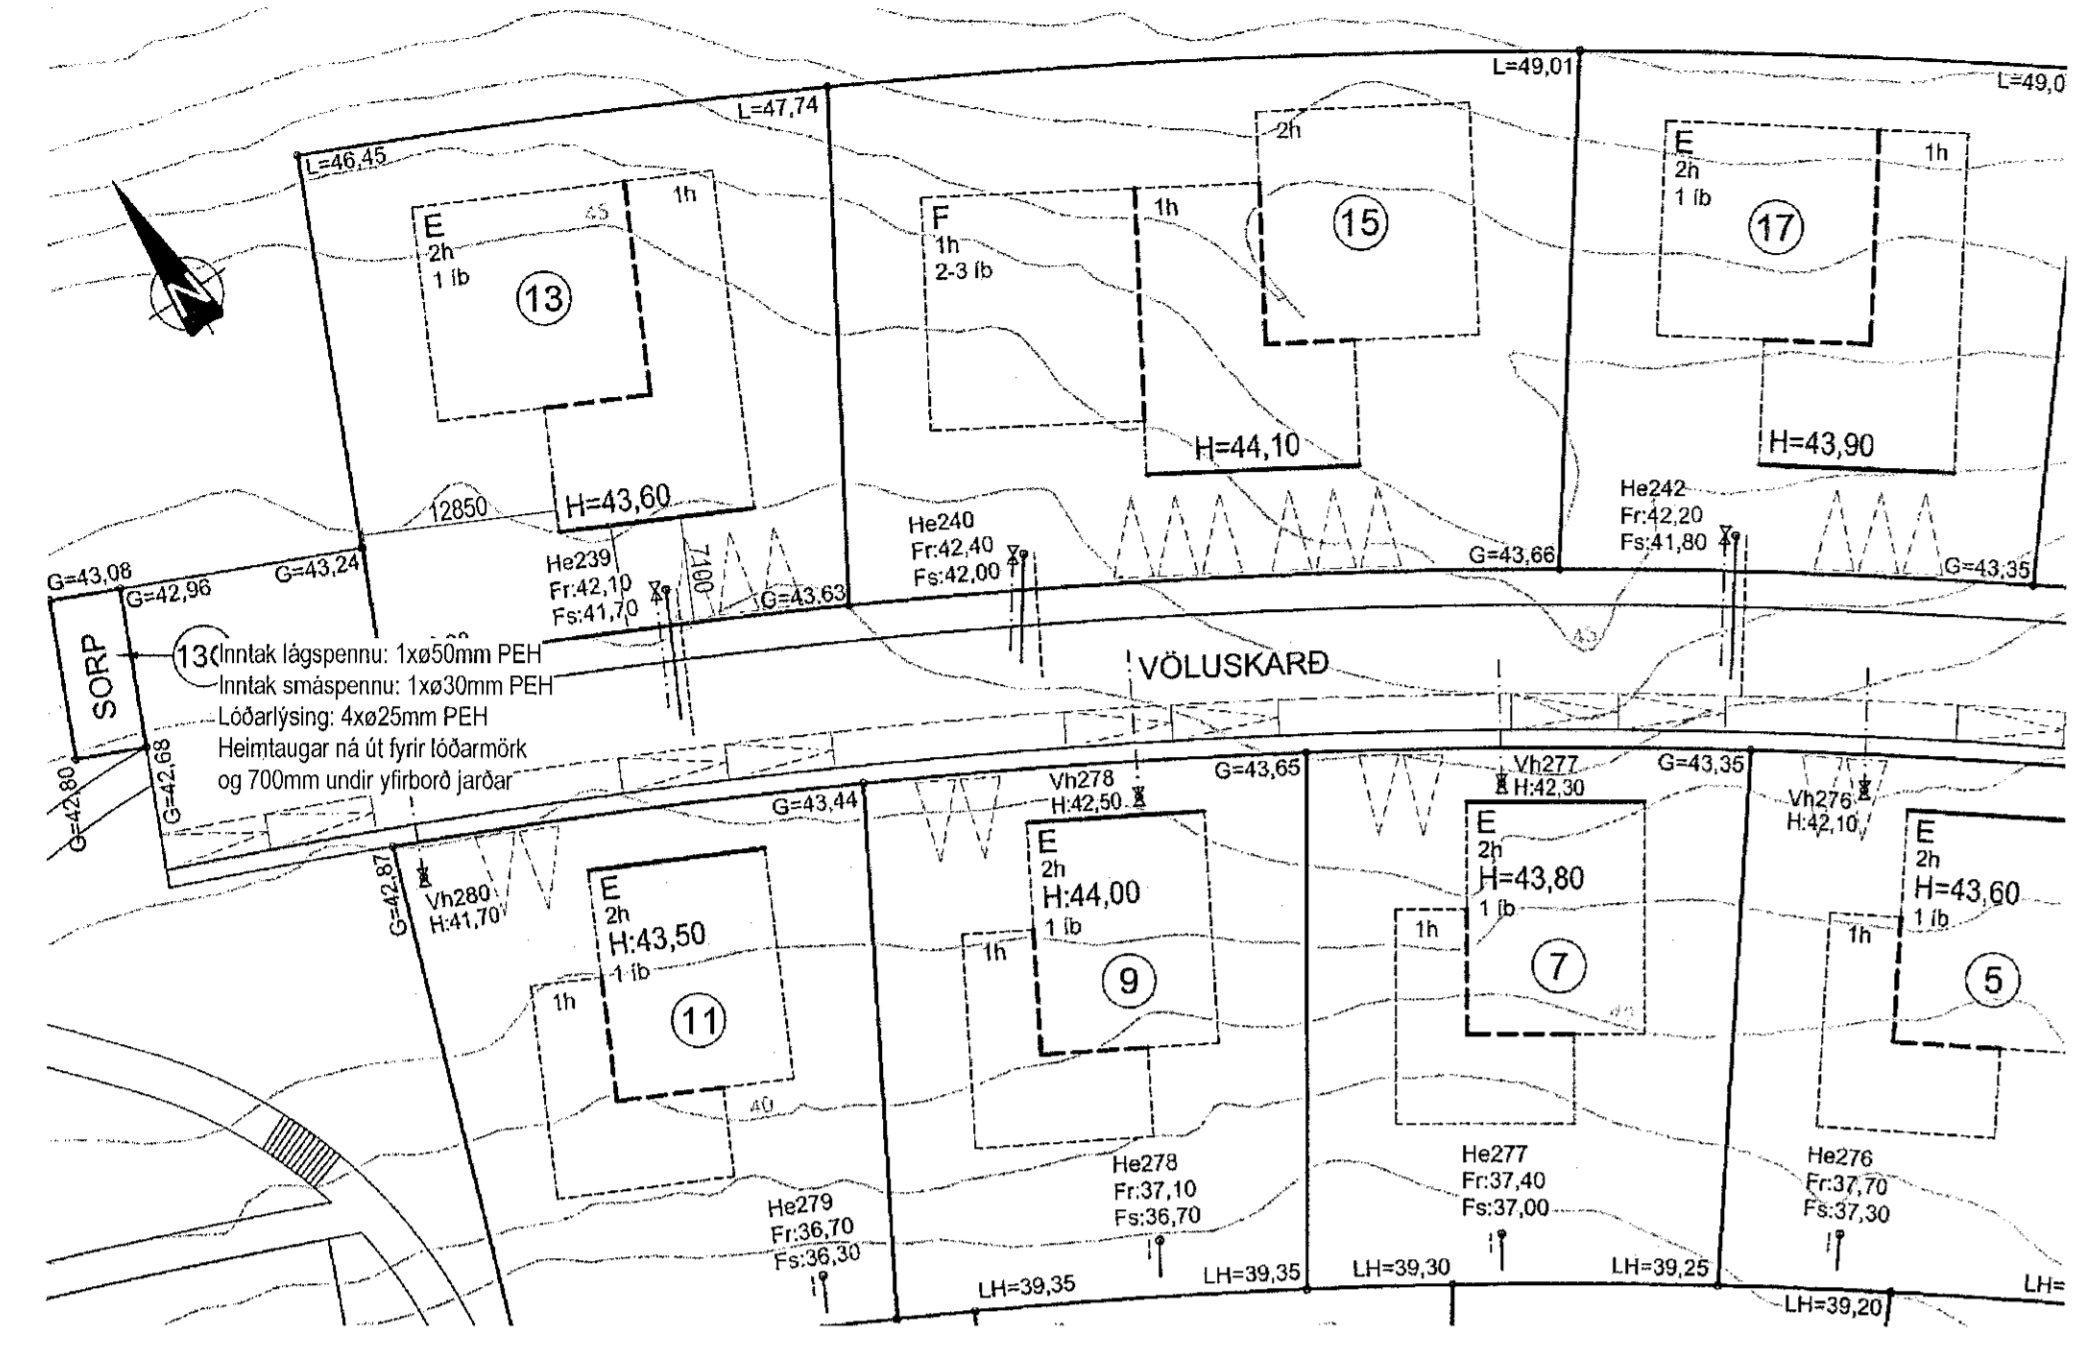 L=49,01
L=49,0
L=47,74
L=46,45
E
2h
1 íb
45
1h
13
F
1h
2-3 íb
1h
2h
15
E
2h
1 íb
1h
17
H=43,60
12850
7100
H=44,10
H=43,90
He239
Fr:42,10
Fs:41,70
He240
Fr:42,40
Fs:42,00
He242
Fr:42,20
Fs:41,80
G=43,08
G=42,96
G=43,24
G=43,63
G=43,66
G=43,35
SORP
Inntak lágspennu: 1xø50mm PEH
Inntak smáspennu: 1xø30mm PEH
Lóðarlýsing: 4xø25mm PEH
Heimtaugar ná út fyrir lóðarmörk
og 700mm undir yfirborð jarðar
VÖLUSKARÐ
45
G=42,80
G=42,68
G=42,87
G=43,44
G=43,65
G=43,35
Vh280
H:41,70
Vh278
H:42,50
Vh277
H:42,30
Vh276
H:42,10
E
2h
H:43,50
1 íb
1h
11
40
E
2h
H:44,00
1 íb
1h
9
E
2h
H=43,80
1 íb
1h
7
E
2h
H=43,60
1 íb
1h
5
He279
Fr:36,70
Fs:36,30
He278
Fr:37,10
Fs:36,70
He277
Fr:37,40
Fs:37,00
He276
Fr:37,70
Fs:37,30
LH=39,35
LH=39,35
LH=39,30
LH=39,25
LH=39,20
LH=